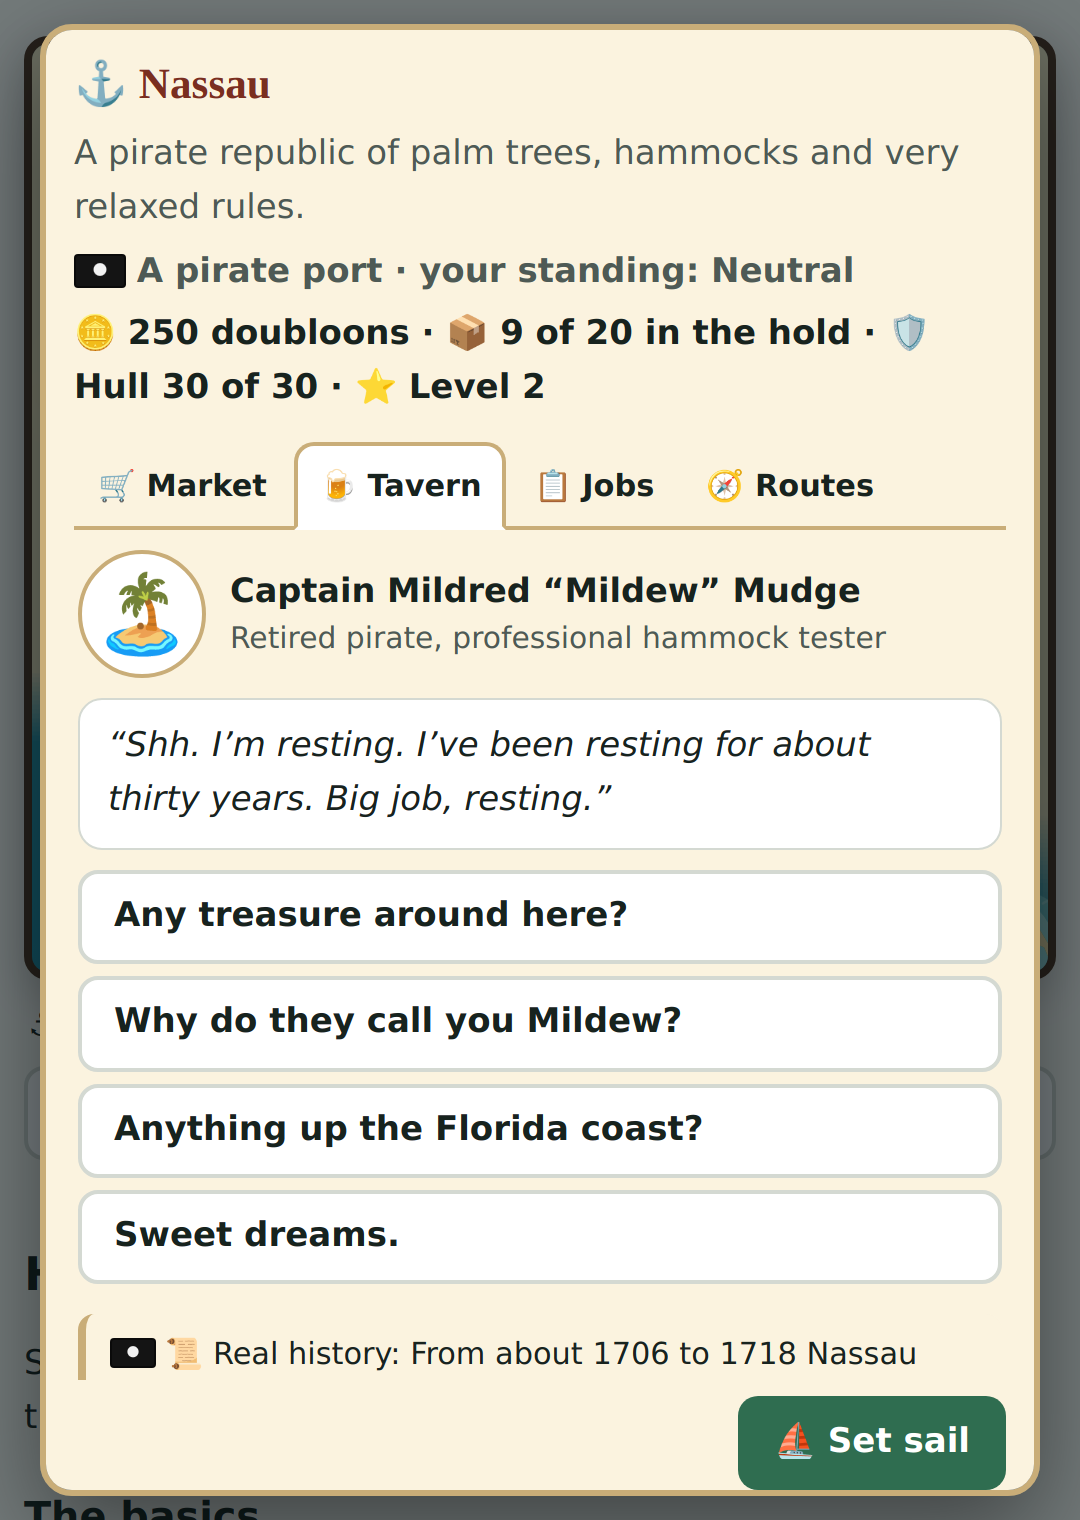 Nassau
A pirate republic of palm trees, hammocks and very
relaxed rules.
A pirate port · your standing: Neutral
250 doubloons · 9 of 20 in the hold ·
Hull 30 of 30 · Level 2
Market Tavern Jobs Routes
Captain Mildred “Mildew” Mudge
Retired pirate, professional hammock tester
“Shh. I’m resting. I’ve been resting for about
thirty years. Big job, resting.”
Any treasure around here?
Why do they call you Mildew?
Anything up the Florida coast?
Sweet dreams.
Real history: From about 1706 to 1718 Nassau
Set sail
The basics